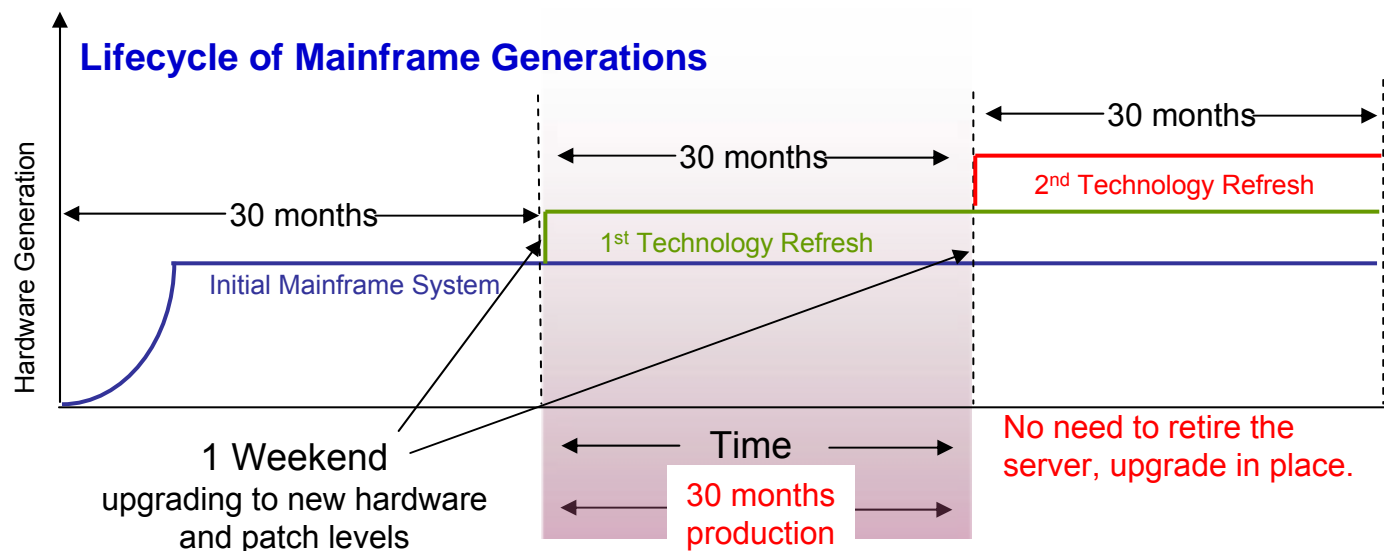 Lifecycle of Mainframe Generations
Hardware Generation
30 months
30 months
30 months
2nd Technology Refresh
1st Technology Refresh
Initial Mainframe System
1 Weekend
upgrading to new hardware
and patch levels
Time
30 months
production
No need to retire the
server, upgrade in place.